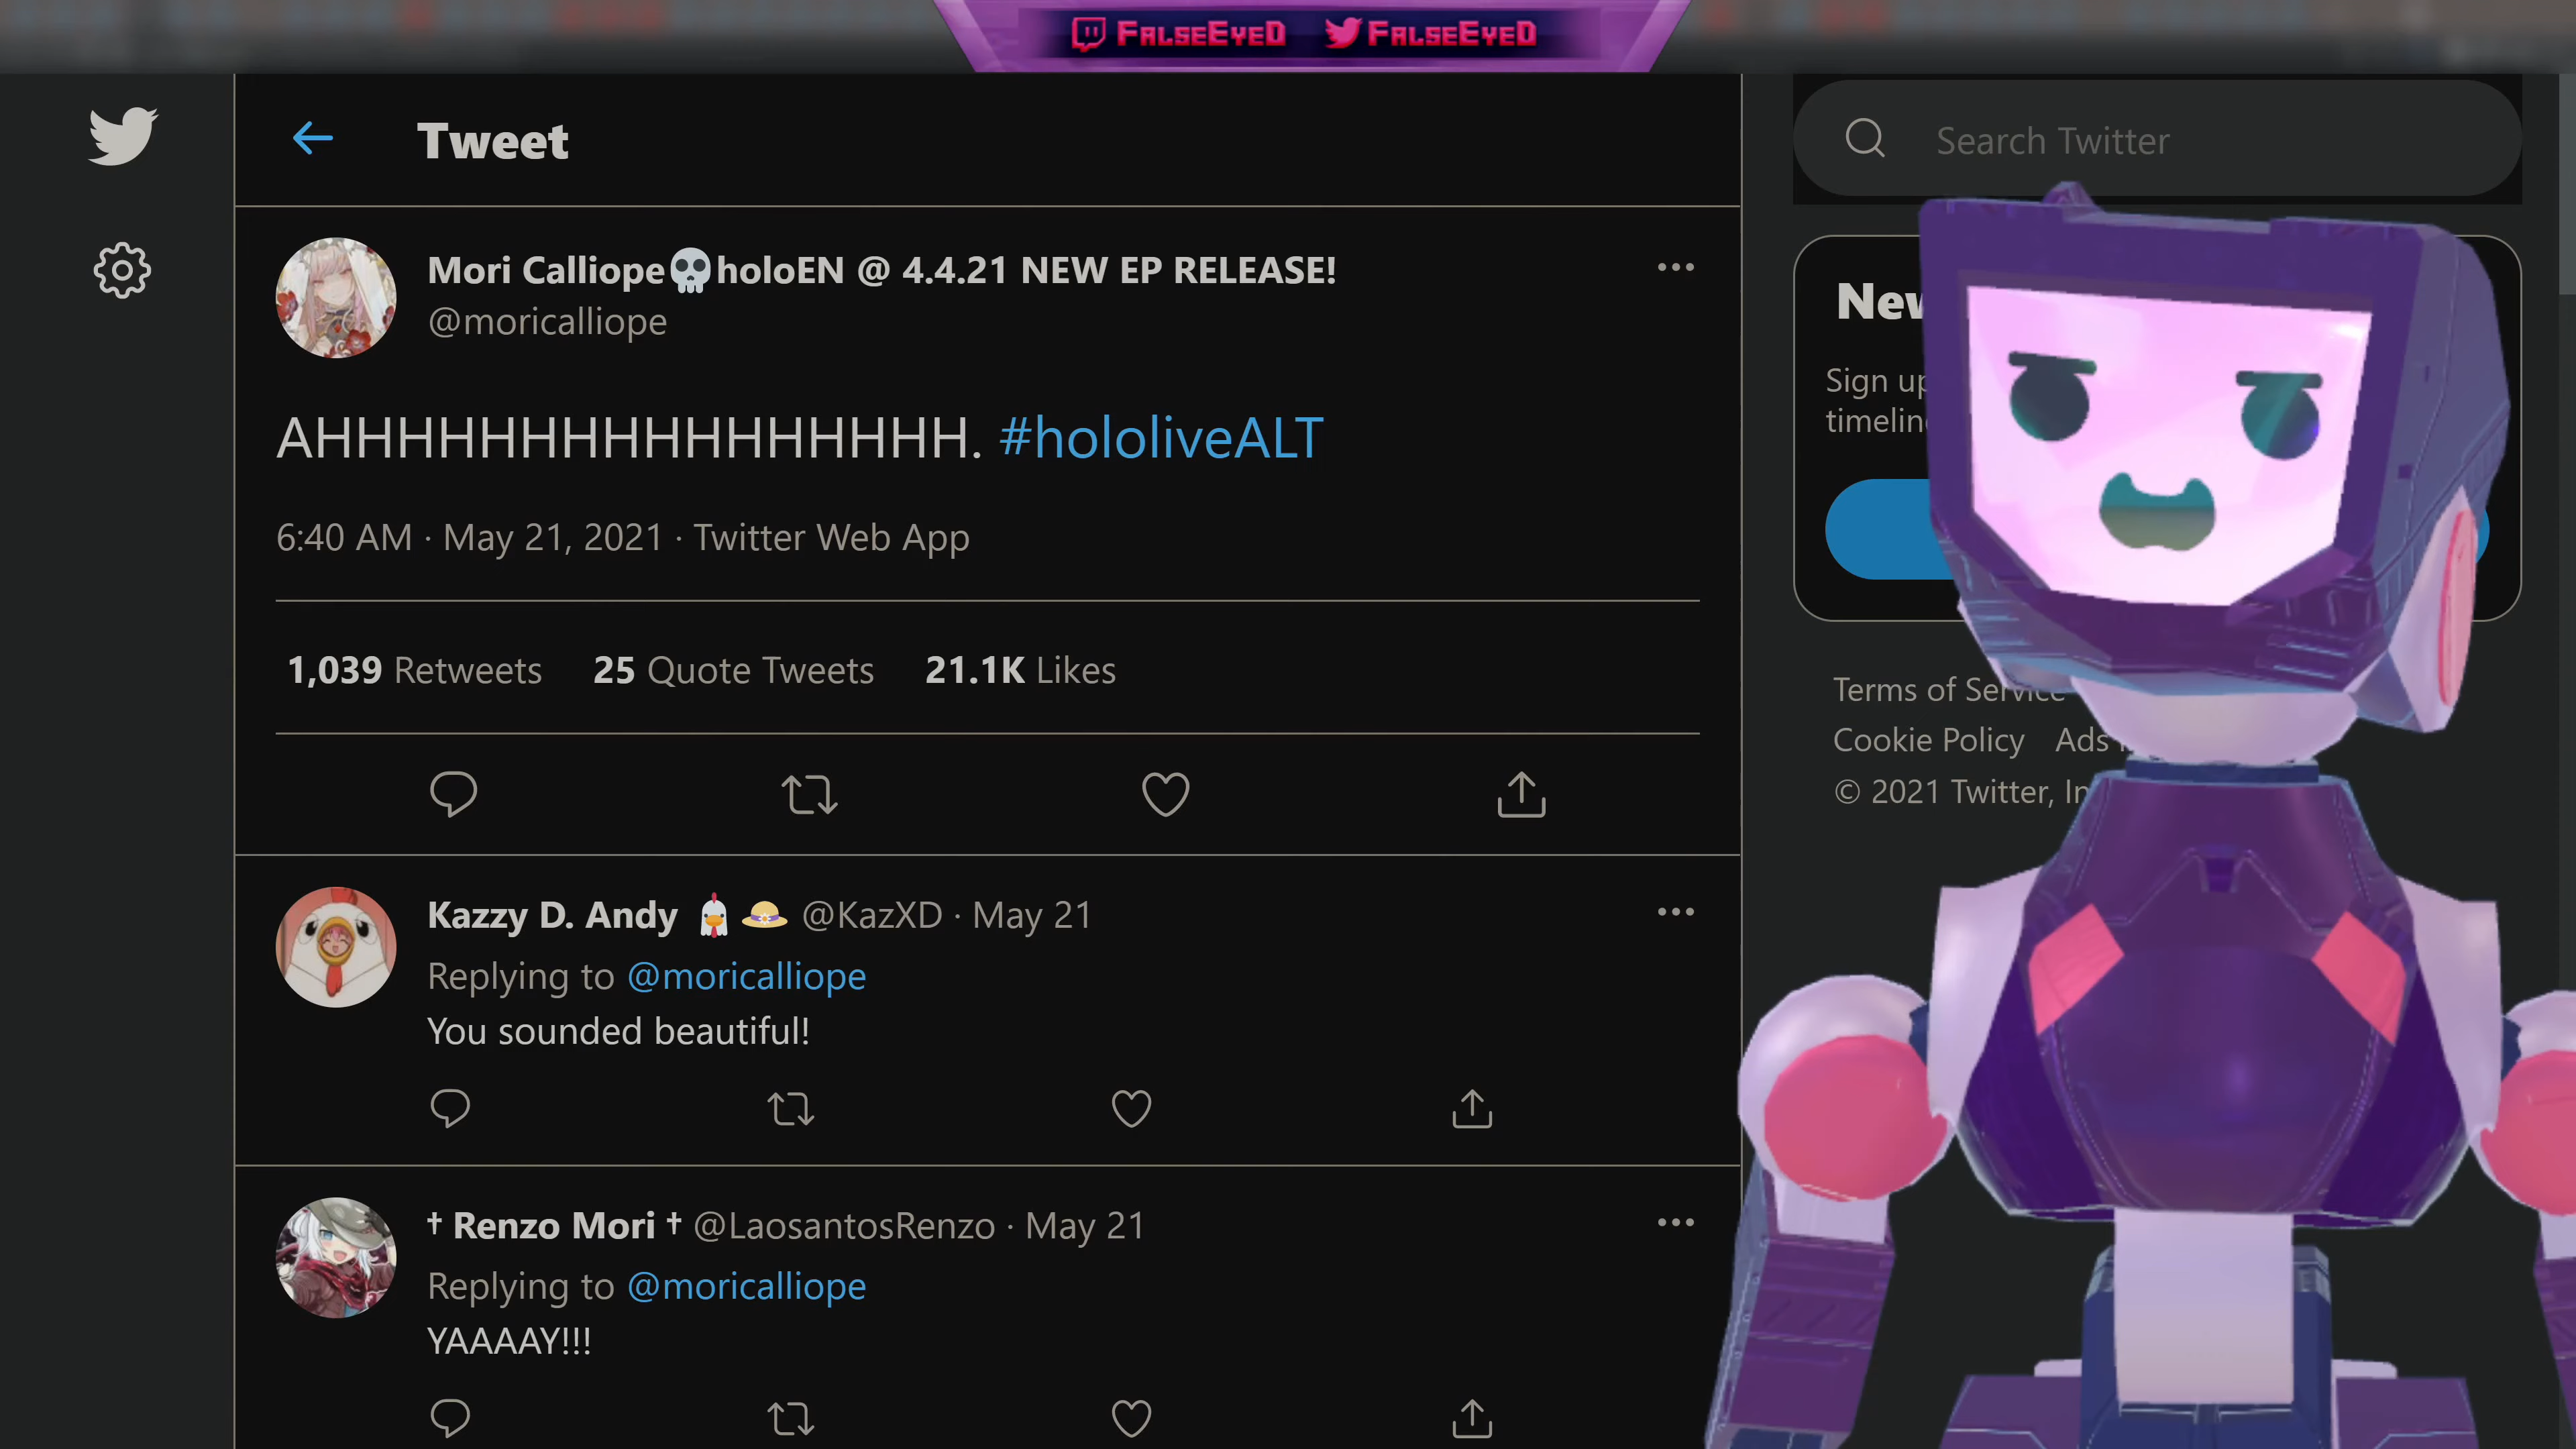 FalseEyeD FalseEyeD
Tweet
Search Twitter
Mori Calliope💀holoEN @ 4.4.21 NEW EP RELEASE!
@moricalliope
AHHHHHHHHHHHHHHHH. #hololiveALT
6:40 AM · May 21, 2021 · Twitter Web App
1,039 Retweets 25 Quote Tweets 21.1K Likes
Kazzy D. Andy 🐔👒 @KazXD · May 21
Replying to @moricalliope
You sounded beautiful!
† Renzo Mori † @LaosantosRenzo · May 21
Replying to @moricalliope
YAAAAY!!!
Sign up
Terms of Service
Cookie Policy Ads
© 2021 Twitter,